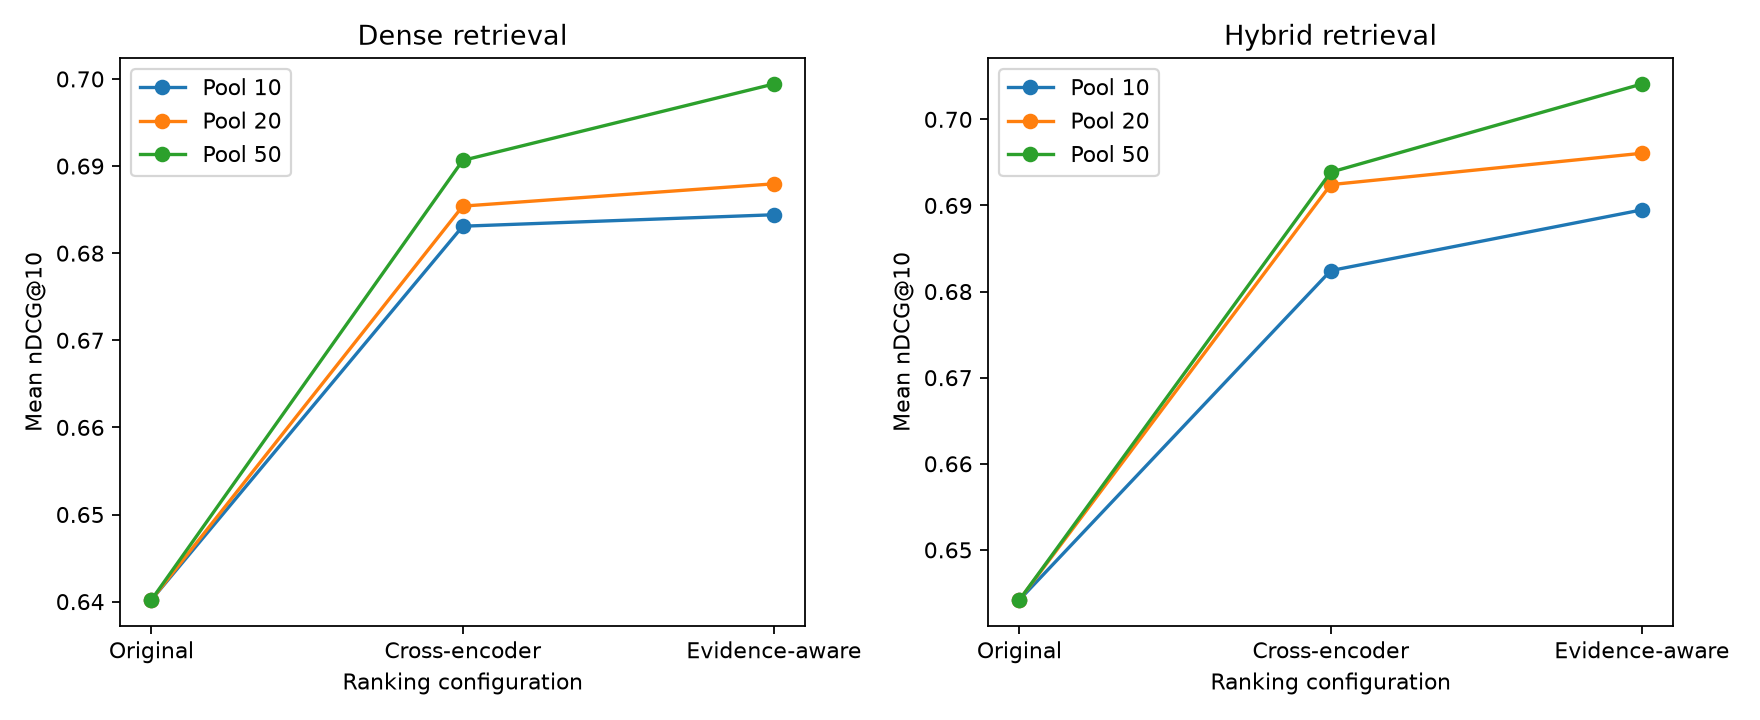 Dense retrieval
Pool 10
Pool 20
Pool 50
0.70
0.69
0.68
0.67
0.66
0.65
0.64
Mean nDCG@10
Original
Cross-encoder
Evidence-aware
Ranking configuration
Hybrid retrieval
Pool 10
Pool 20
Pool 50
0.70
0.69
0.68
0.67
0.66
0.65
Mean nDCG@10
Original
Cross-encoder
Evidence-aware
Ranking configuration